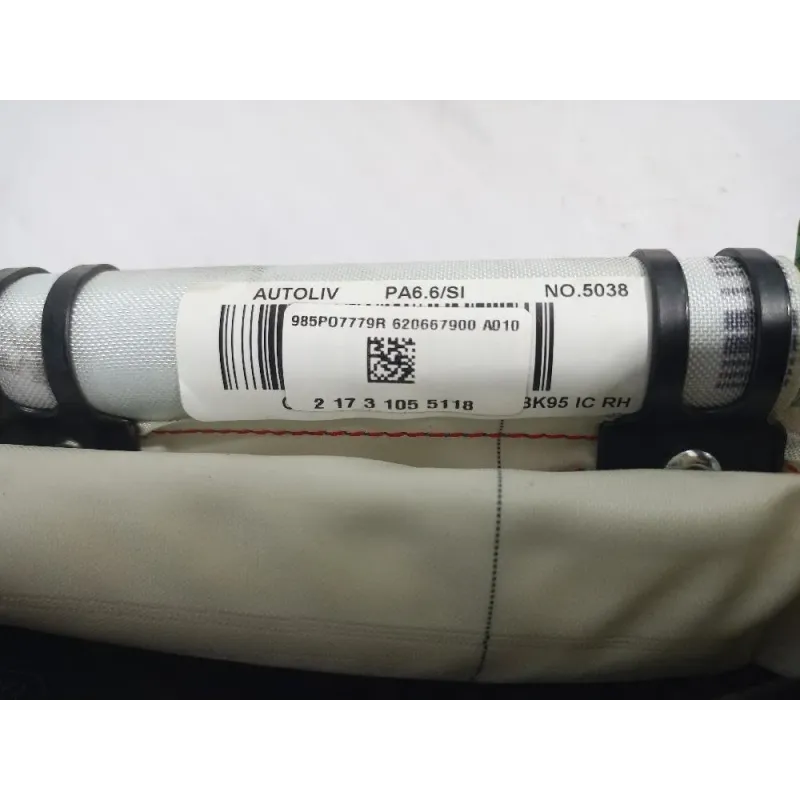 AUTOLIV PA6.6/SI NO.5038
985P07779R 620667900 A010
2 17 3 105 5118
BK95 IC RH